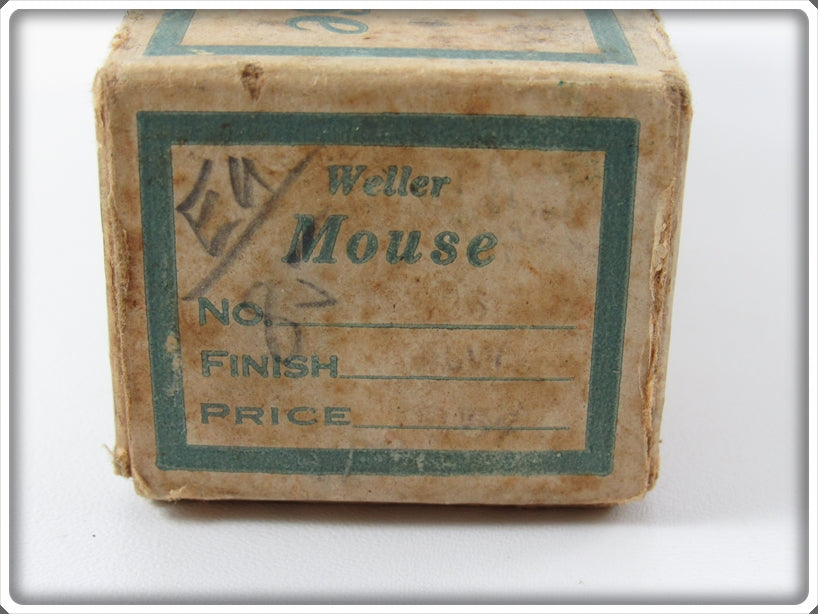 Weller
Mouse
No.
FINISH
PRICE